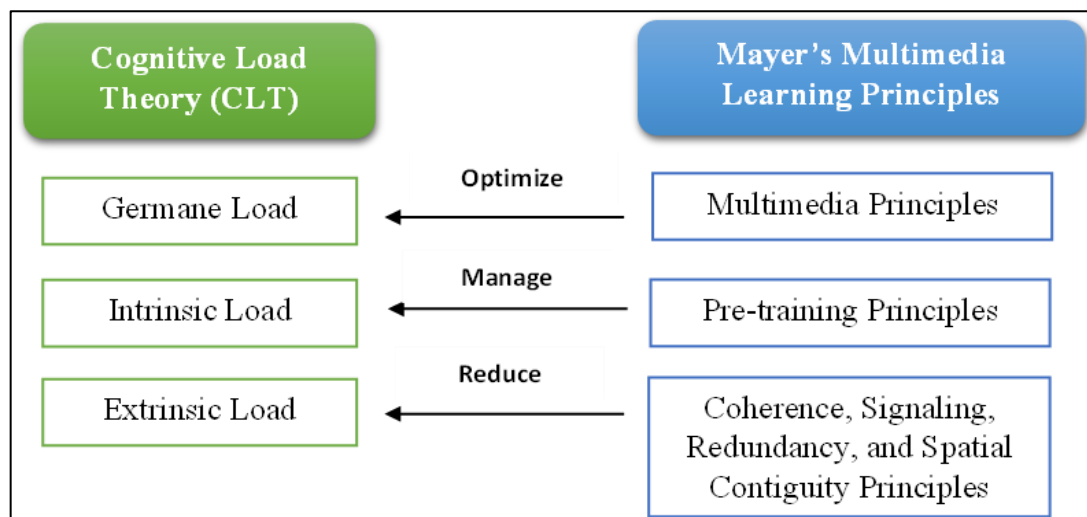 Cognitive Load
Theory (CLT)
Mayer’s Multimedia
Learning Principles
Germane Load
Optimize
Multimedia Principles
Intrinsic Load
Manage
Pre-training Principles
Extrinsic Load
Reduce
Coherence, Signaling,
Redundancy, and Spatial
Contiguity Principles